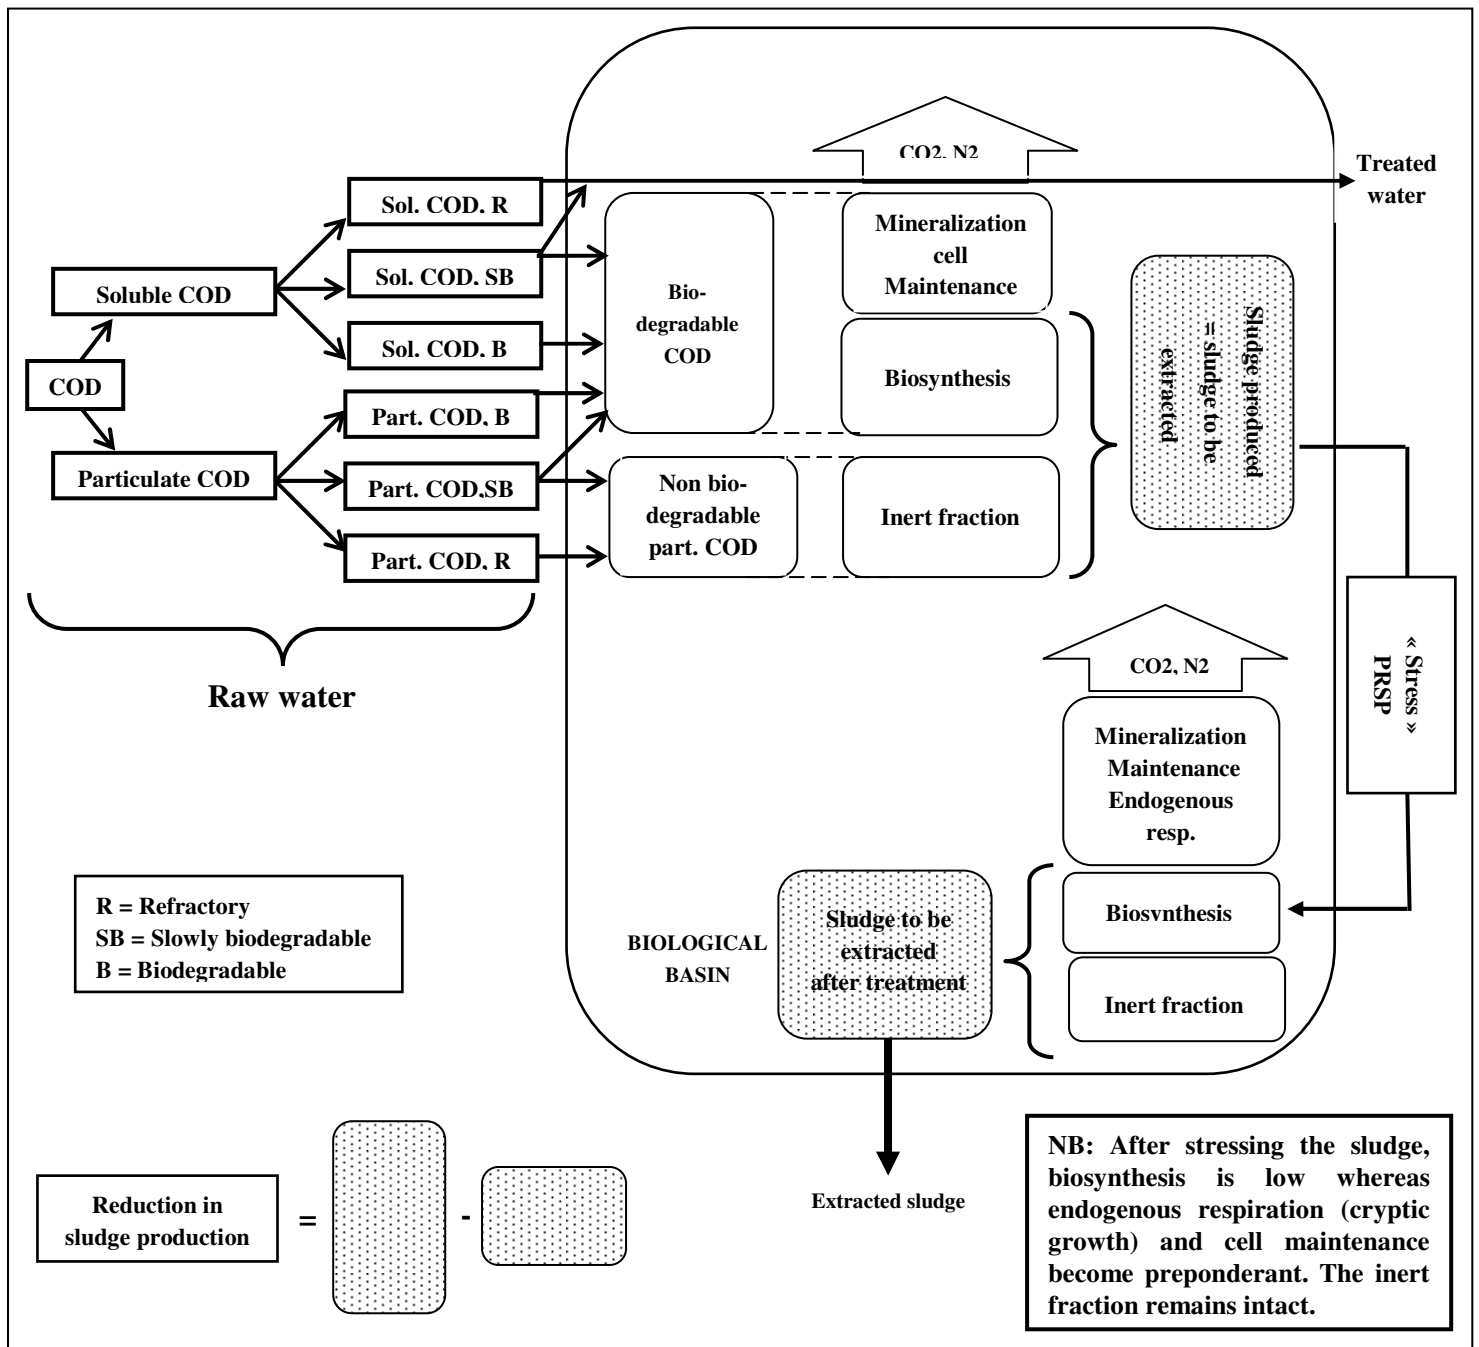 CO2, N2
Treated
water
Sol. COD. R
Sol. COD. SB
Sol. COD. B
Soluble COD
COD
Part. COD. B
Particulate COD
Part. COD.SB
Part. COD. R
Raw water
Bio-
degradable
COD
Non bio-
degradable
part. COD
Mineralization
cell
Maintenance
Biosynthesis
Inert fraction
Sludge produced
= sludge to be
extracted
« Stress »
PRSP
CO2, N2
Mineralization
Maintenance
Endogenous
resp.
Biosynthesis
Inert fraction
Sludge to be
extracted
after treatment
BIOLOGICAL
BASIN
R = Refractory
SB = Slowly biodegradable
B = Biodegradable
Extracted sludge
Reduction in
sludge production
=
-
NB: After stressing the sludge,
biosynthesis is low whereas
endogenous respiration (cryptic
growth) and cell maintenance
become preponderant. The inert
fraction remains intact.